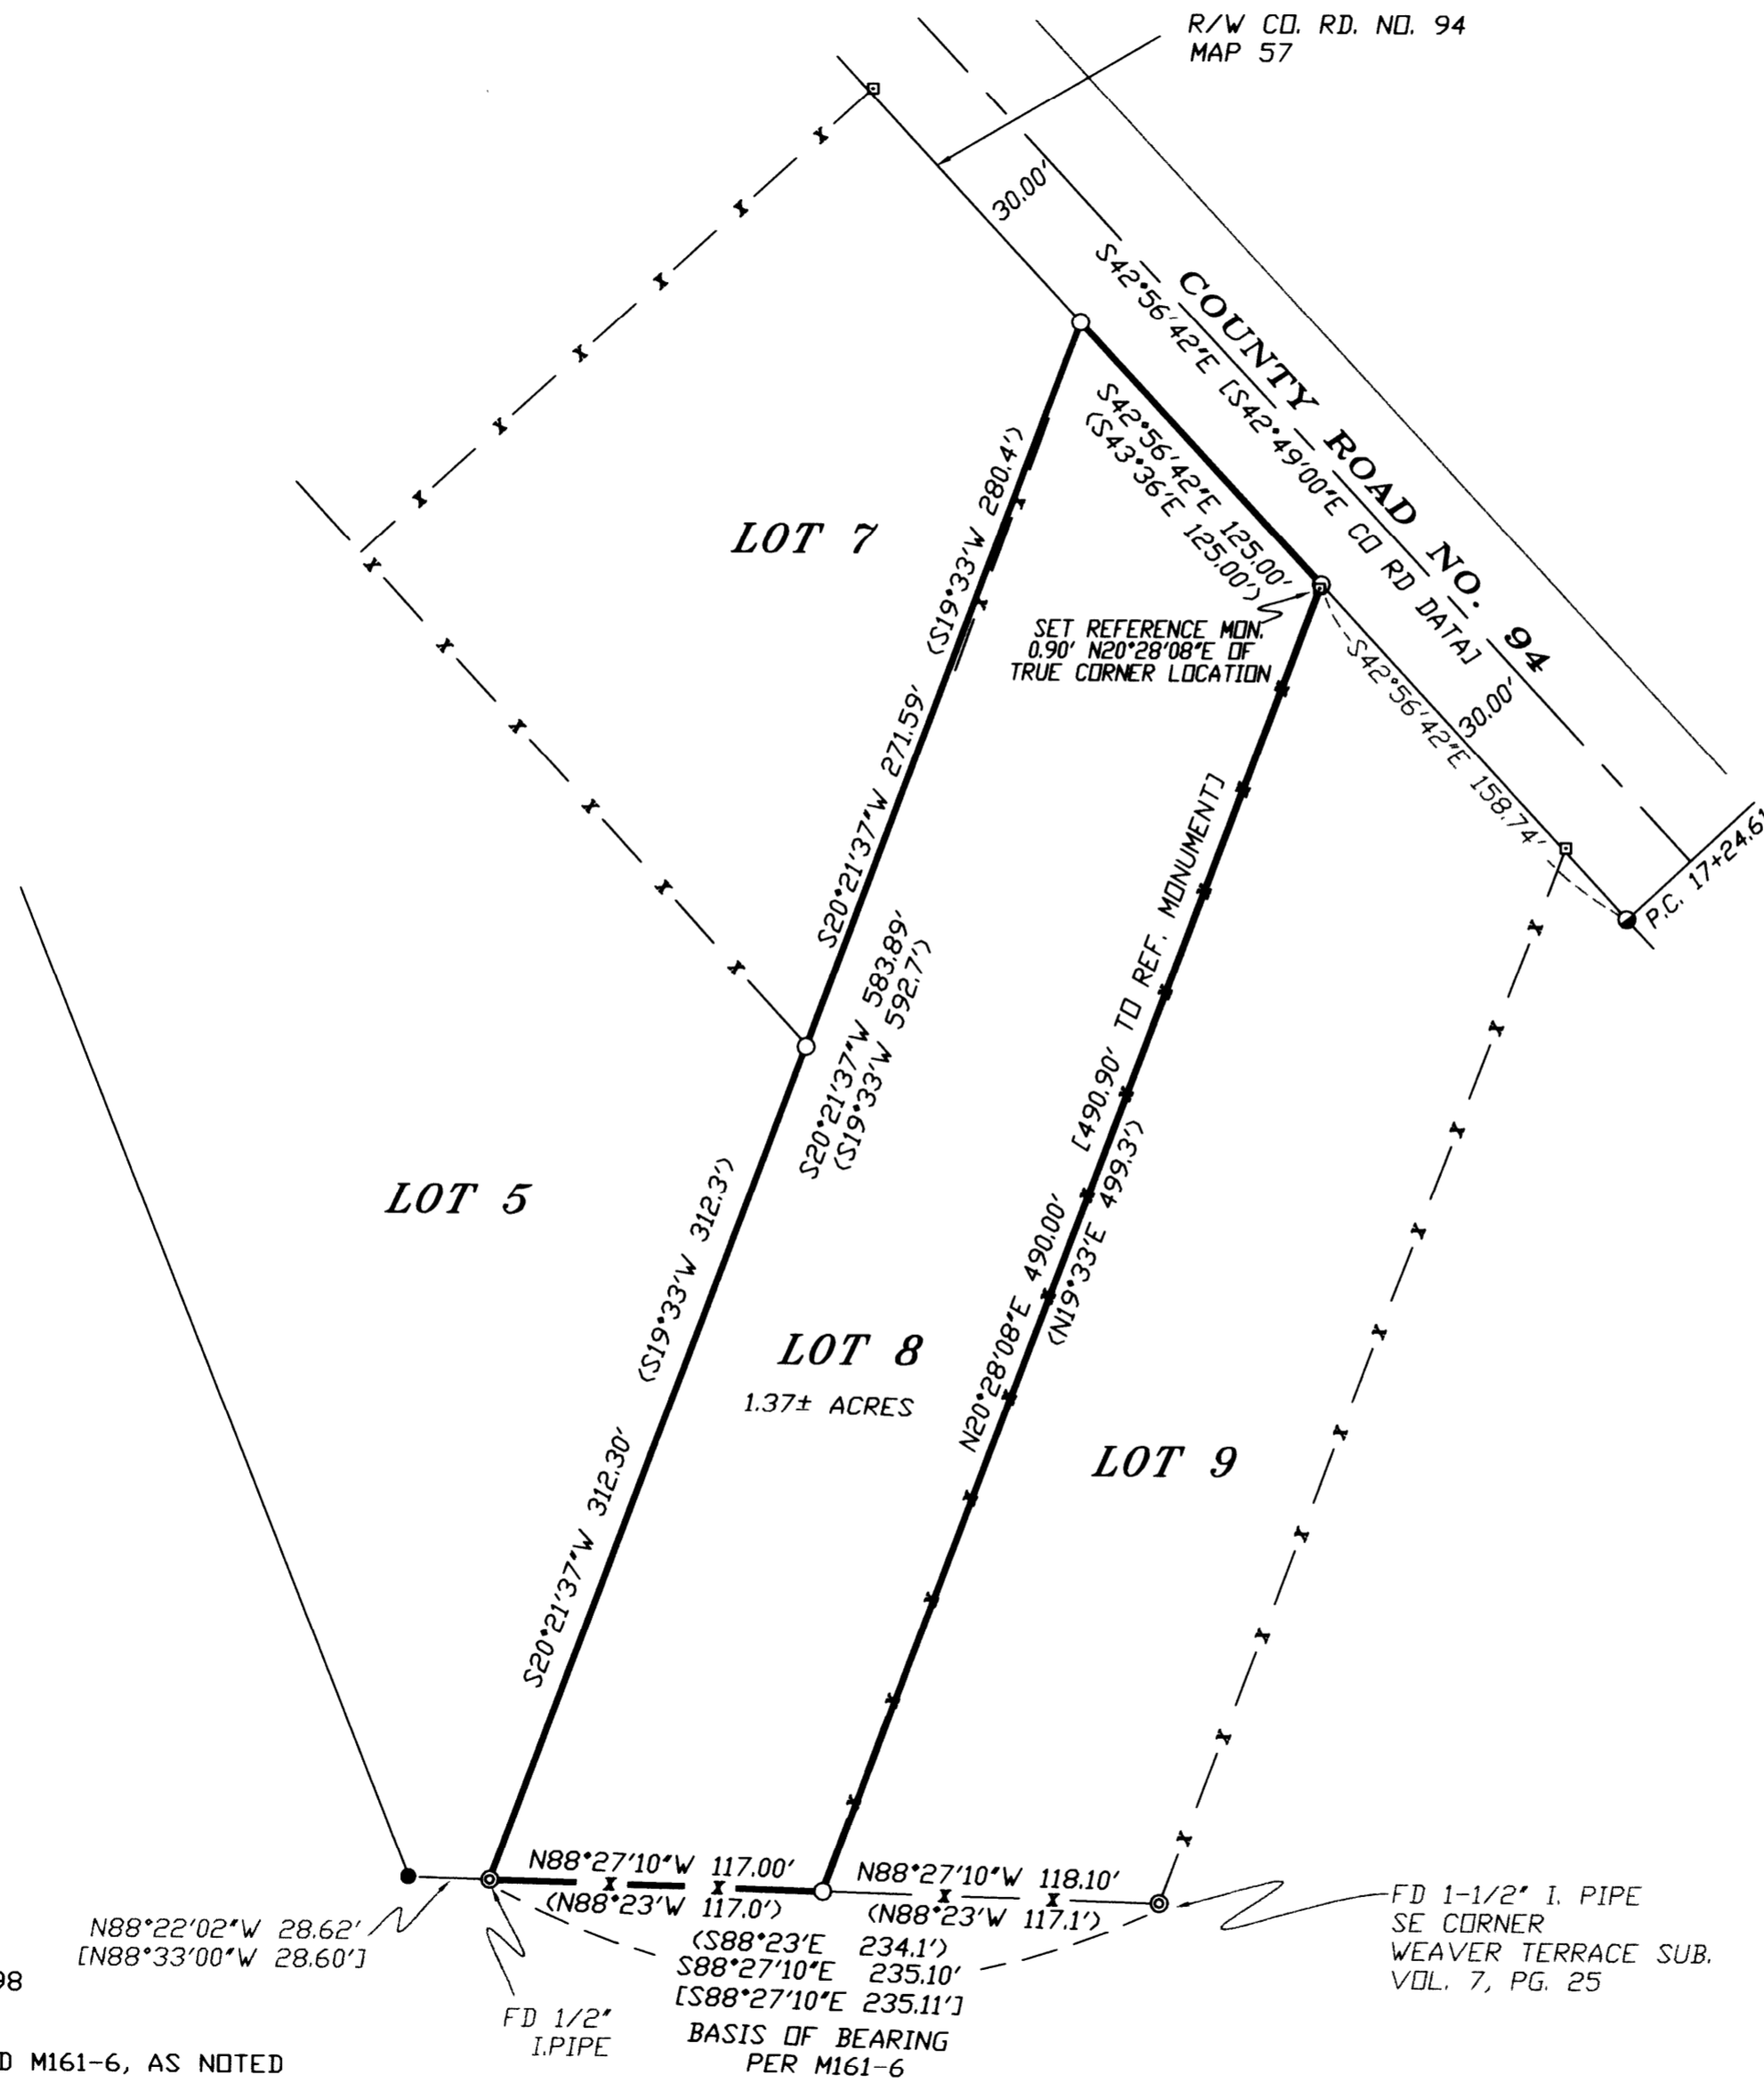 R/W CO. RD. NO. 94
MAP 57
30.00'
COUNTY ROAD NO. 94
S42°56'42"E [S42°49'00"E CO RD DATA]
S42°56'42"E 125.00'
(S43°36'E 125.00')
LOT 7
(S19°33'W 280.4')
SET REFERENCE MON.
0.90' N20°28'08"E OF
TRUE CORNER LOCATION
30.00'
S42°56'42"E 158.74'
P.C. 17+24.61
S20°21'37"W 271.59'
[490.90' TO REF. MONUMENT]
S20°21'37"W 583.89'
(S19°33'W 592.7')
LOT 5
(S19°33'W 312.3')
N20°28'08"E 490.00'
(N19°33'E 499.3')
LOT 8
1.37± ACRES
LOT 9
S20°21'37"W 312.30'
N88°27'10"W 117.00'
(N88°23'W 117.0')
N88°27'10"W 118.10'
(N88°23'W 117.1')
N88°22'02"W 28.62'
[N88°33'00"W 28.60']
(S88°23'E 234.1')
S88°27'10"E 235.10'
[S88°27'10"E 235.11']
BASIS OF BEARING
PER M161-6
FD 1/2"
I.PIPE
FD 1-1/2" I. PIPE
SE CORNER
WEAVER TERRACE SUB.
VOL. 7, PG. 25
98
D M161-6, AS NOTED